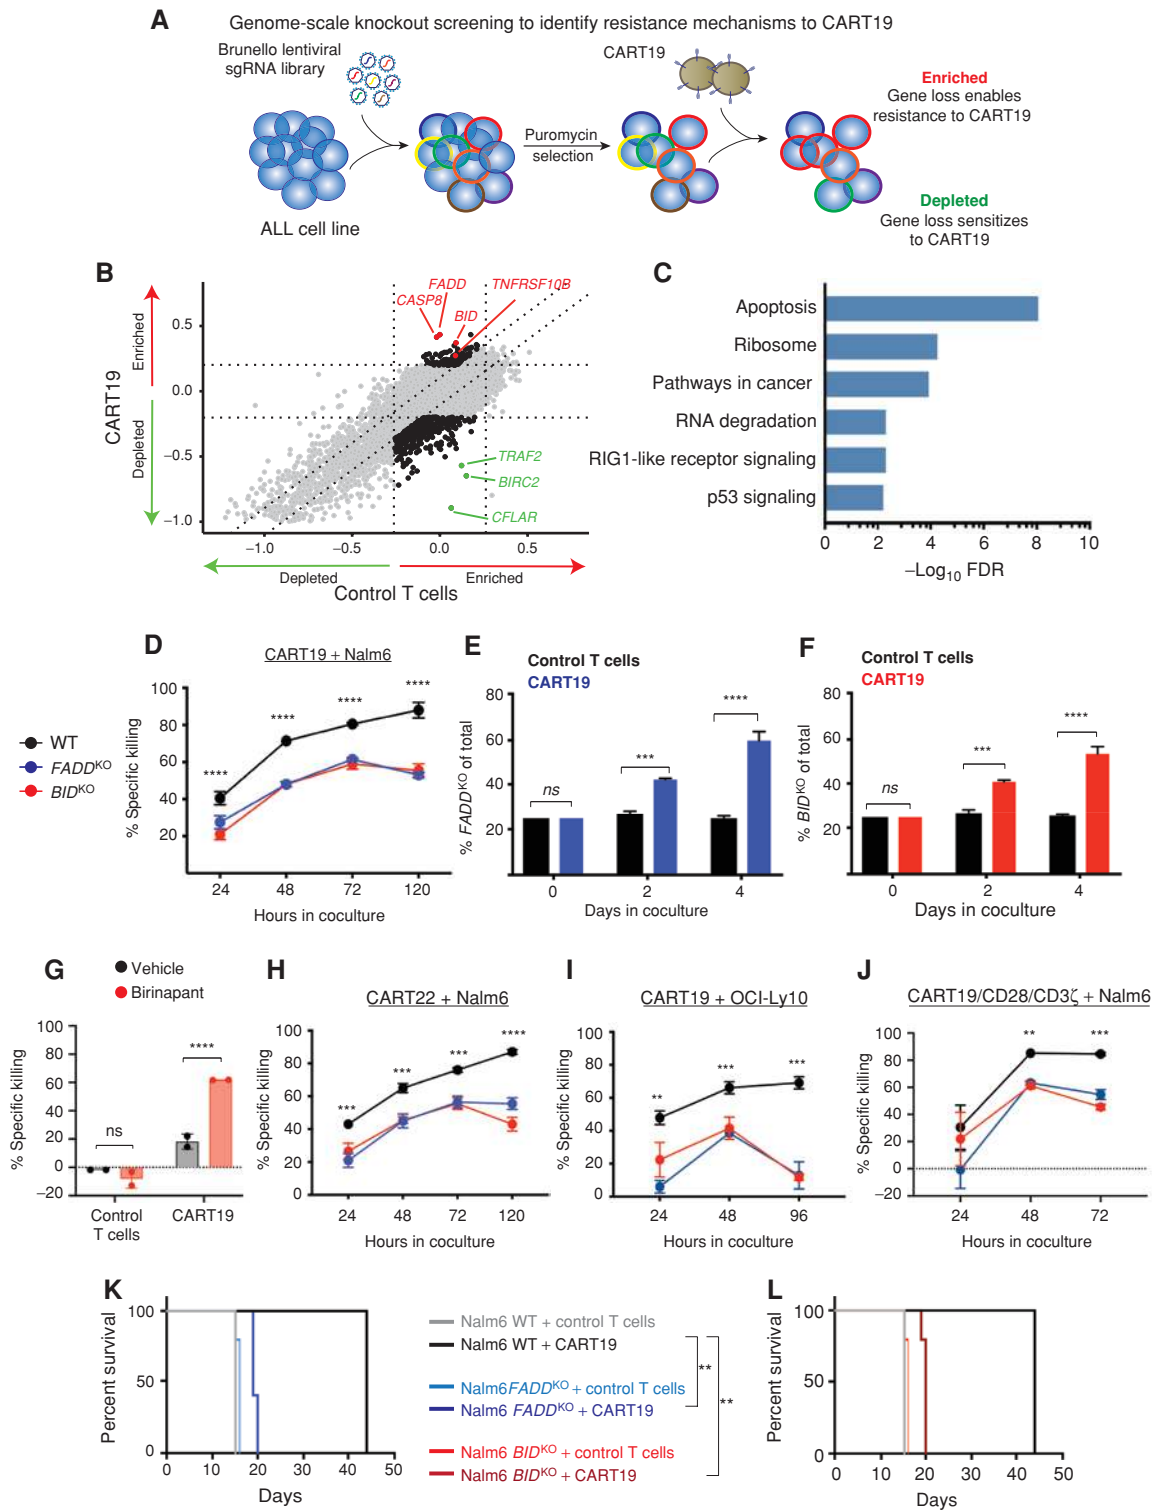 A
Genome-scale knockout screening to identify resistance mechanisms to CART19
Brunello lentiviral
sgRNA library
CART19
Enriched
Gene loss enables
resistance to CART19
Puromycin
selection
Depleted
Gene loss sensitizes
to CART19
ALL cell line
B
Enriched
Depleted
CART19
0.5
0.0
−0.5
−1.0
FADD
CASP8
TNFRSF10B
BID
TRAF2
BIRC2
CFLAR
−1.0
−0.5
0.0
0.5
Depleted
Enriched
Control T cells
C
Apoptosis
Ribosome
Pathways in cancer
RNA degradation
RIG1-like receptor signaling
p53 signaling
0 2 4 6 8 10
−Log10 FDR
D
CART19 + Nalm6
WT
FADDKO
BIDKO
% Specific killing
100
80
60
40
20
**** **** **** ****
24 48 72 120
Hours in coculture
E
Control T cells
CART19
% FADDKO of total
80
60
40
20
ns *** ****
0 2 4
Days in coculture
F
Control T cells
CART19
% BIDKO of total
80
60
40
20
ns *** ****
0 2 4
Days in coculture
G
Vehicle
Birinapant
% Specific killing
100
80
60
40
20
0
−20
ns ****
Control
T cells
CART19
H
CART22 + Nalm6
% Specific killing
100
80
60
40
20
0
*** *** *** ****
24 48 72 120
Hours in coculture
I
CART19 + OCI-Ly10
% Specific killing
100
80
60
40
20
0
** *** ***
24 48 96
Hours in coculture
J
CART19/CD28/CD3ζ + Nalm6
% Specific killing
100
80
60
40
20
0
−20
** ***
24 48 72
Hours in coculture
K
Percent survival
100
50
0
0 10 20 30 40 50
Days
Nalm6 WT + control T cells
Nalm6 WT + CART19
Nalm6 FADDKO + control T cells
Nalm6 FADDKO + CART19
Nalm6 BIDKO + control T cells
Nalm6 BIDKO + CART19
**
**
L
Percent survival
100
50
0
0 10 20 30 40 50
Days